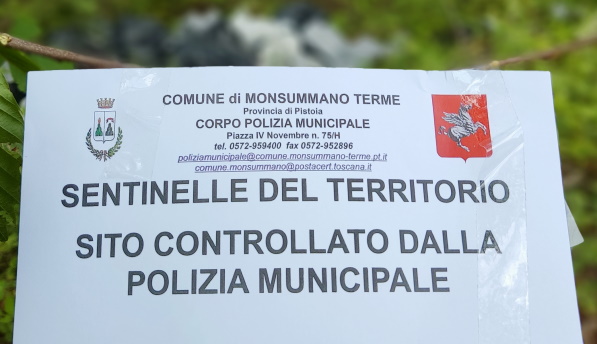 COMUNE di MONSUMMANO TERME
Provincia di Pistoia
CORPO POLIZIA MUNICIPALE
Piazza IV Novembre n. 75/H
tel. 0572-959400 fax 0572-952896
poliziamunicipale@comune.monsummano-terme.pt.it
comune.monsummano@postacert.toscana.it
SENTINELLE DEL TERRITORIO
SITO CONTROLLATO DALLA
POLIZIA MUNICIPALE